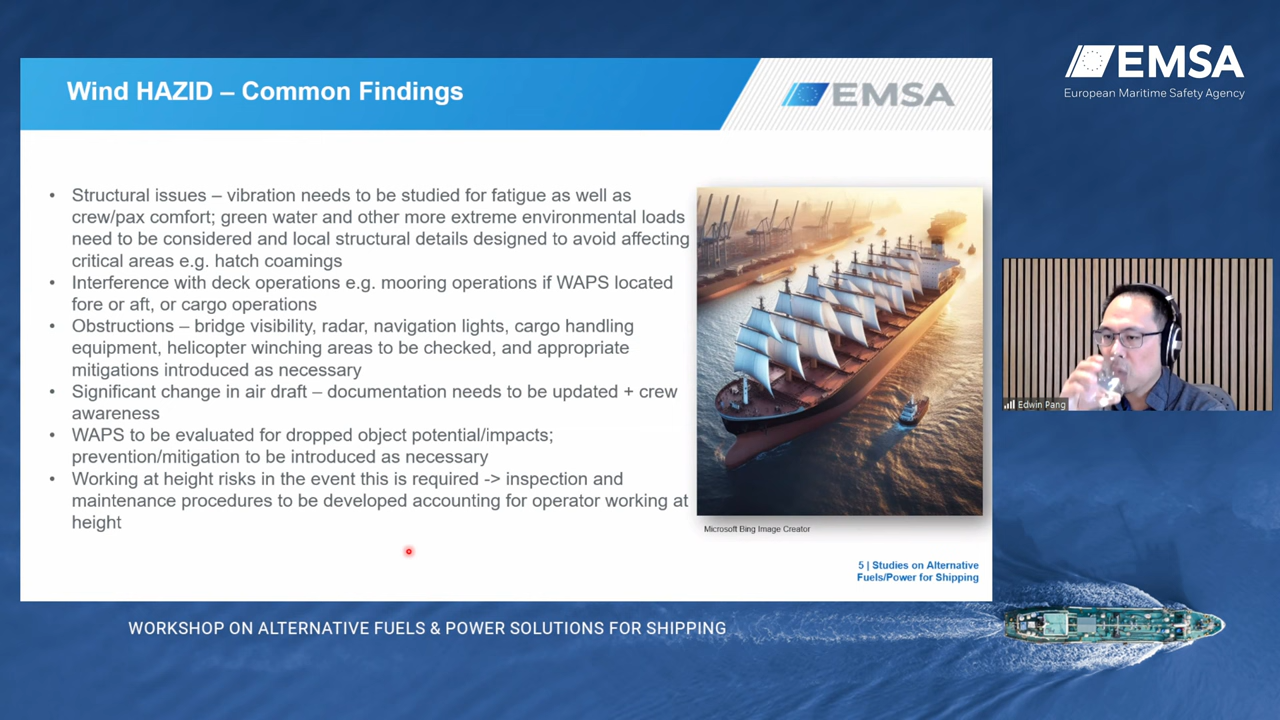 Wind HAZID – Common Findings
EMSA
EMSA
European Maritime Safety Agency
• Structural issues – vibration needs to be studied for fatigue as well as
crew/pax comfort; green water and other more extreme environmental loads
need to be considered and local structural details designed to avoid affecting
critical areas e.g. hatch coamings
• Interference with deck operations e.g. mooring operations if WAPS located
fore or aft, or cargo operations
• Obstructions – bridge visibility, radar, navigation lights, cargo handling
equipment, helicopter winching areas to be checked, and appropriate
mitigations introduced as necessary
• Significant change in air draft – documentation needs to be updated + crew
awareness
• WAPS to be evaluated for dropped object potential/impacts;
prevention/mitigation to be introduced as necessary
• Working at height risks in the event this is required -> inspection and
maintenance procedures to be developed accounting for operator working at
height
Microsoft Bing Image Creator
5 | Studies on Alternative
Fuels/Power for Shipping
Edwin Pang
WORKSHOP ON ALTERNATIVE FUELS & POWER SOLUTIONS FOR SHIPPING